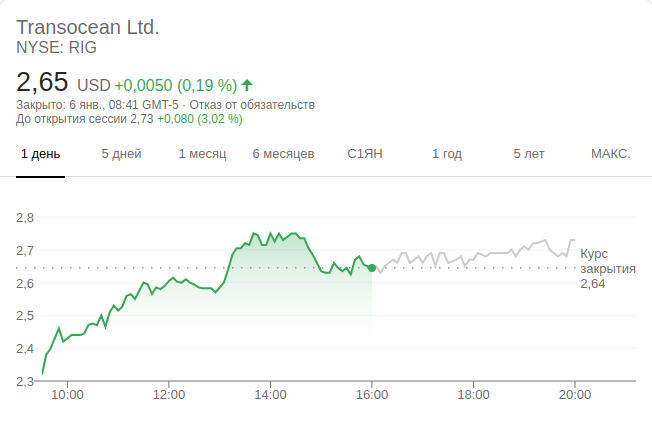 Transocean Ltd.
NYSE: RIG
2,65 USD +0,0050 (0,19 %)
Закрыто: 6 янв., 08:41 GMT-5 · Отказ от обязательств
До открытия сессии 2,73 +0,080 (3,02 %)
1 день 5 дней 1 месяц 6 месяцев С1ЯН 1 год 5 лет МАКС.
2,8
2,7
2,6
2,5
2,4
2,3
Курс
закрытия
2,64
10:00 12:00 14:00 16:00 18:00 20:00